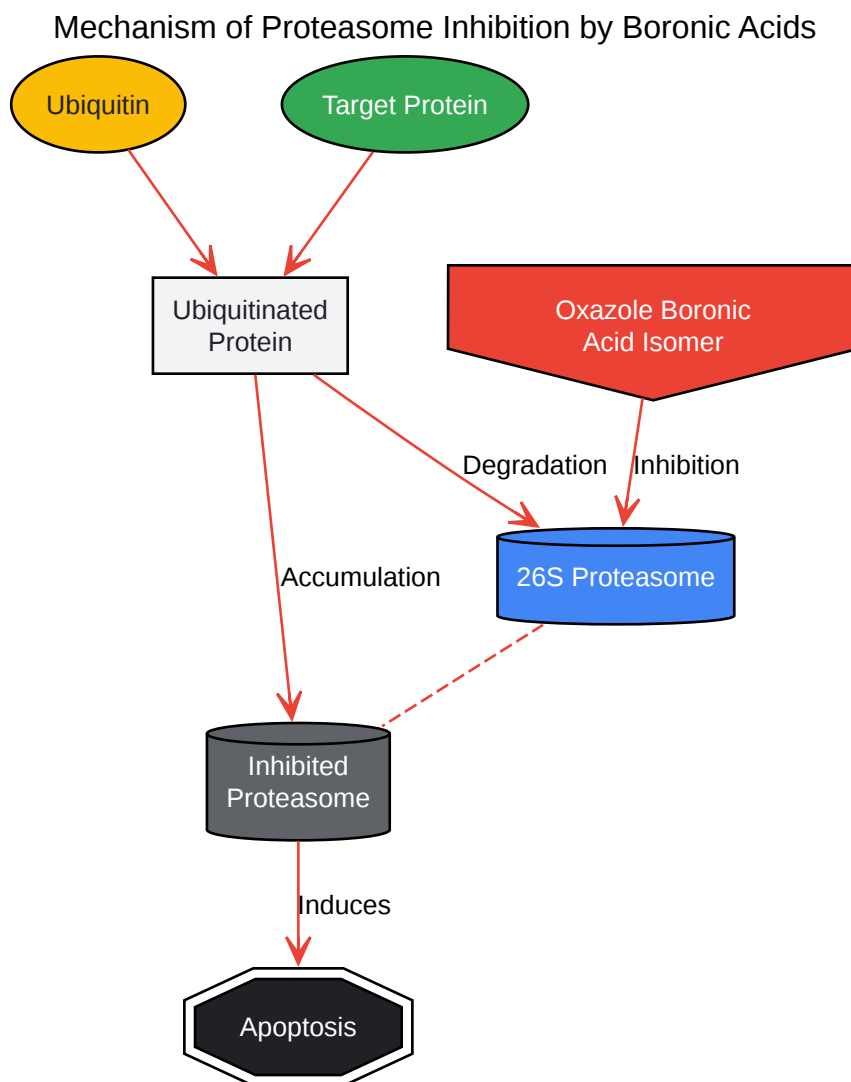 Mechanism of Proteasome Inhibition by Boronic Acids
Ubiquitin
Target Protein
Ubiquitinated
Protein
Oxazole Boronic
Acid Isomer
Degradation
Inhibition
Accumulation
26S Proteasome
Inhibited
Proteasome
Induces
Apoptosis